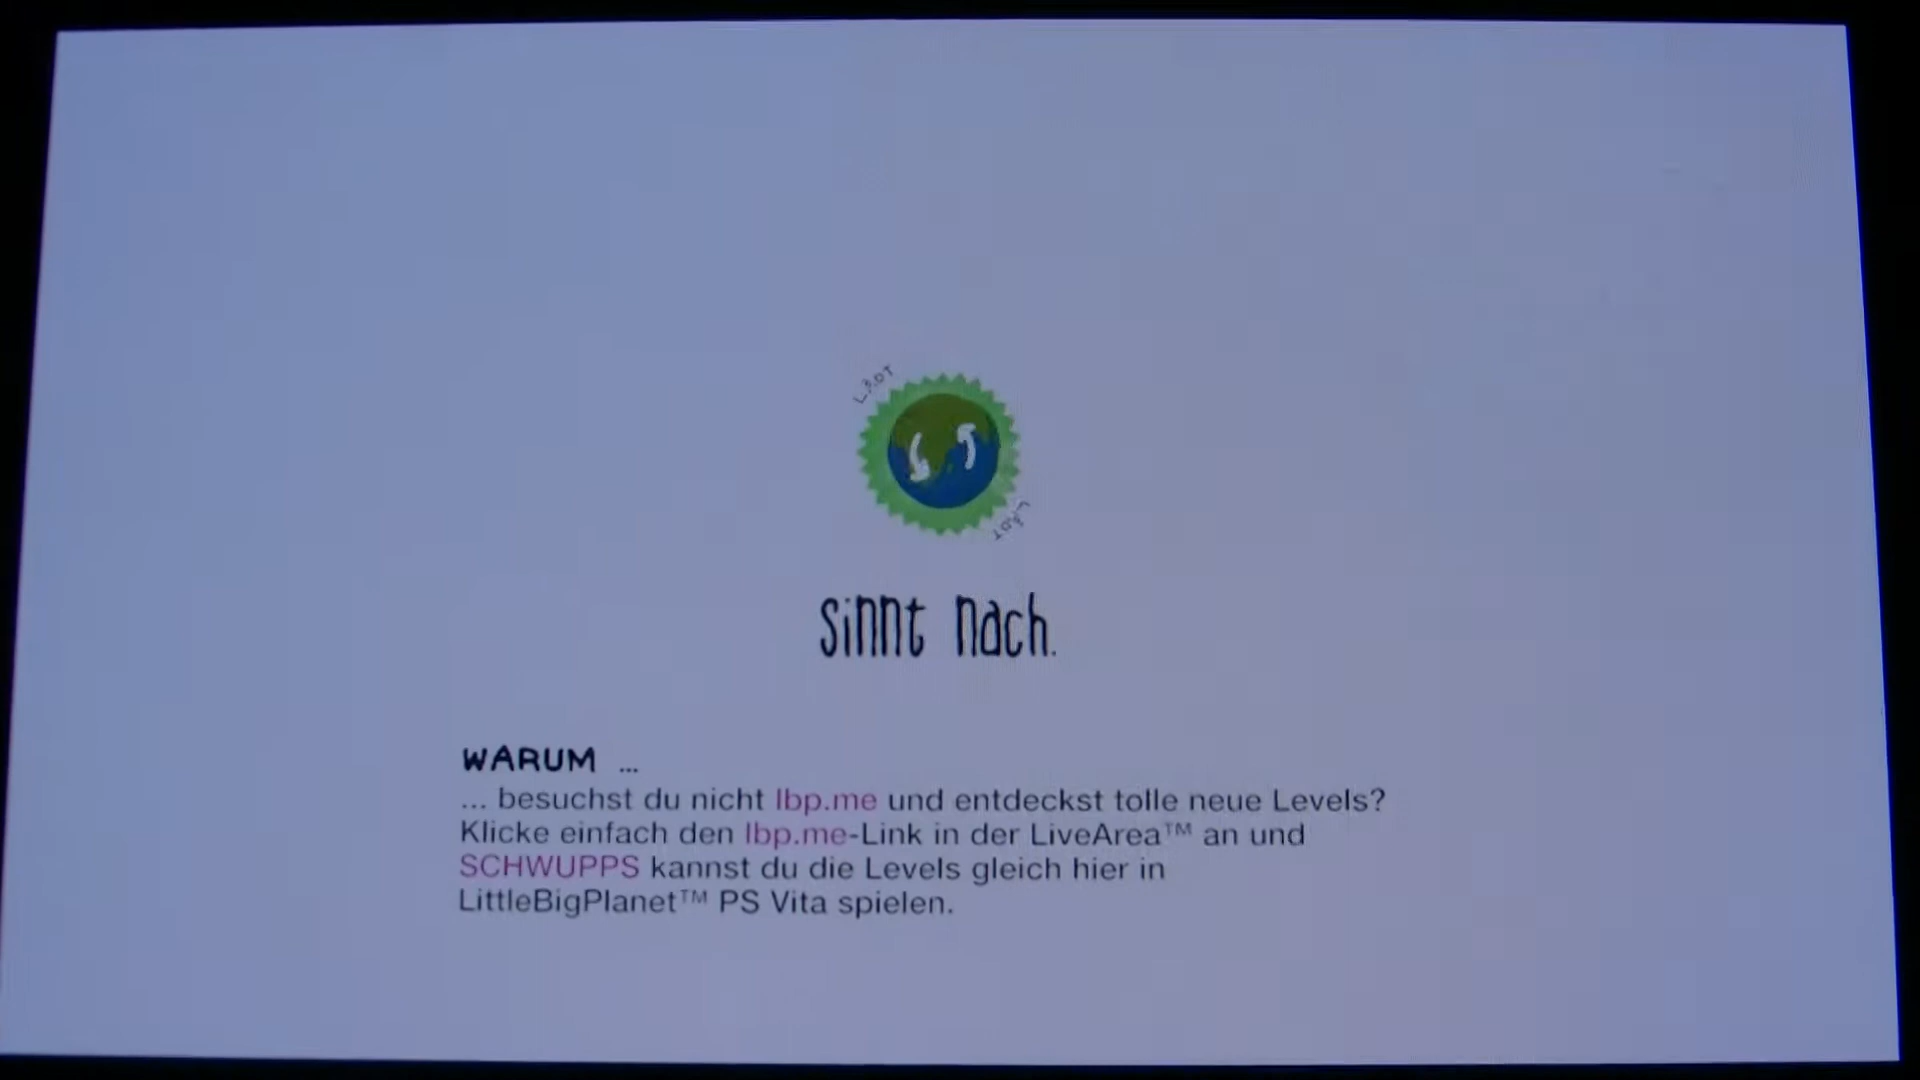 sinnt nach.
WARUM ...
... besuchst du nicht lbp.me und entdeckst tolle neue Levels?
Klicke einfach den lbp.me-Link in der LiveArea™ an und
SCHWUPPS kannst du die Levels gleich hier in
LittleBigPlanet™ PS Vita spielen.